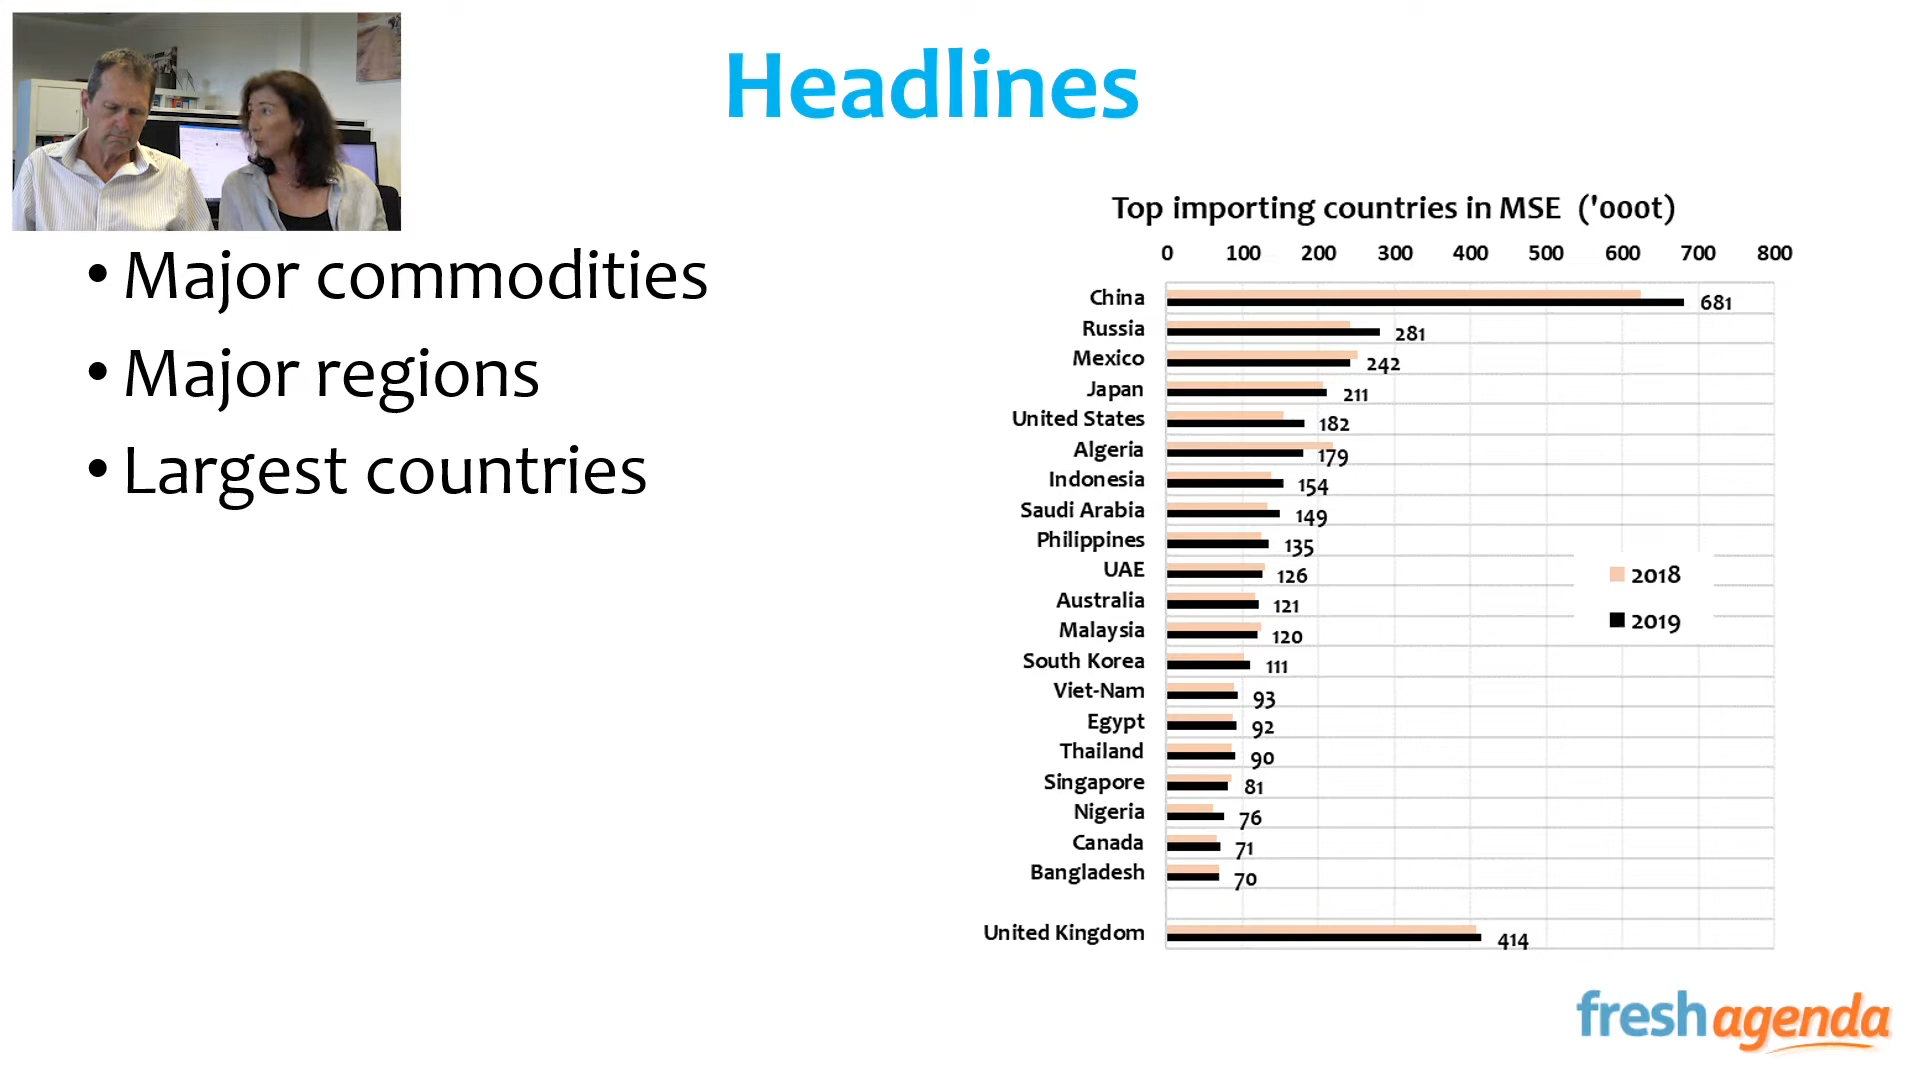 Headlines
• Major commodities
• Major regions
• Largest countries
Top importing countries in MSE ('000t)
0 100 200 300 400 500 600 700 800
China 681
Russia 281
Mexico 242
Japan 211
United States 182
Algeria 179
Indonesia 154
Saudi Arabia 149
Philippines 135
UAE 126
Australia 121
Malaysia 120
South Korea 111
Viet-Nam 93
Egypt 92
Thailand 90
Singapore 81
Nigeria 76
Canada 71
Bangladesh 70
United Kingdom 414
2018
2019
freshagenda